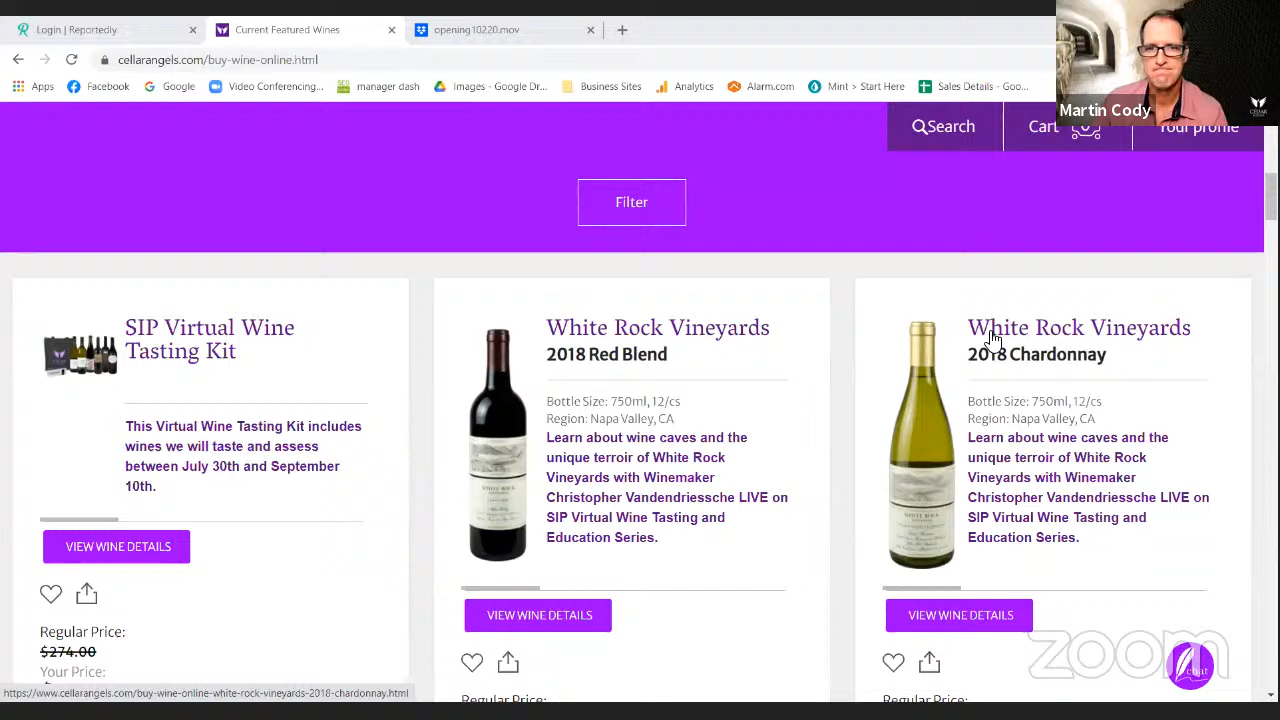 Login | Reportedly
Current Featured Wines
opening10220.mov
cellarangels.com/buy-wine-online.html
Apps
Facebook
Google
Video Conferencing...
manager dash
Images - Google Dr...
Business Sites
Analytics
Alarm.com
Mint > Start Here
Sales Details - Goo...
Martin Cody
CELLAR
Search
Cart
0
Your profile
Filter
SIP Virtual Wine
Tasting Kit
This Virtual Wine Tasting Kit includes
wines we will taste and assess
between July 30th and September
10th.
VIEW WINE DETAILS
Regular Price:
$274.00
Your Price:
White Rock Vineyards
2018 Red Blend
Bottle Size: 750ml, 12/cs
Region: Napa Valley, CA
Learn about wine caves and the
unique terroir of White Rock
Vineyards with Winemaker
Christopher Vandendriessche LIVE on
SIP Virtual Wine Tasting and
Education Series.
WHITE ROCK
VIEW WINE DETAILS
Regular Price:
White Rock Vineyards
2018 Chardonnay
Bottle Size: 750ml, 12/cs
Region: Napa Valley, CA
Learn about wine caves and the
unique terroir of White Rock
Vineyards with Winemaker
Christopher Vandendriessche LIVE on
SIP Virtual Wine Tasting and
Education Series.
WHITE ROCK
VIEW WINE DETAILS
Regular Price:
zoom
chat
https://www.cellarangels.com/buy-wine-online-white-rock-vineyards-2018-chardonnay.html